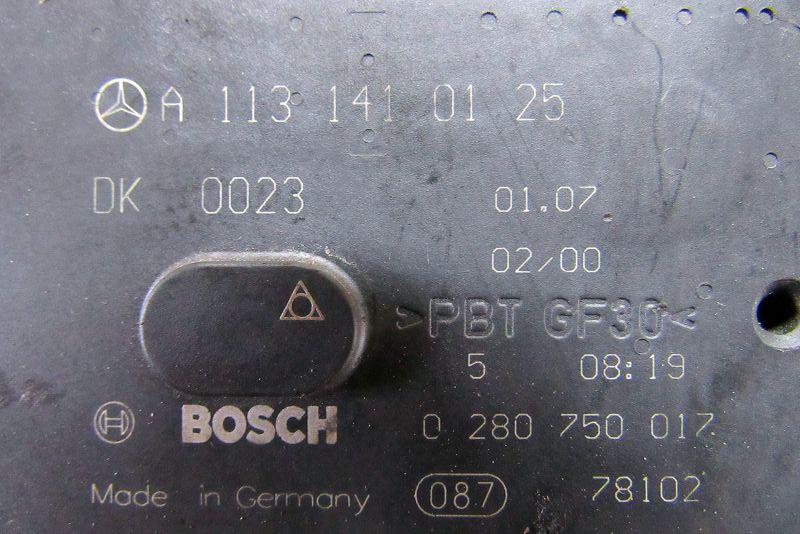 A 113 141 01 25
DK 0023 01.07
02/00
>PBT GF30<
5 08:19
BOSCH 0 280 750 017
Made in Germany 087 78102